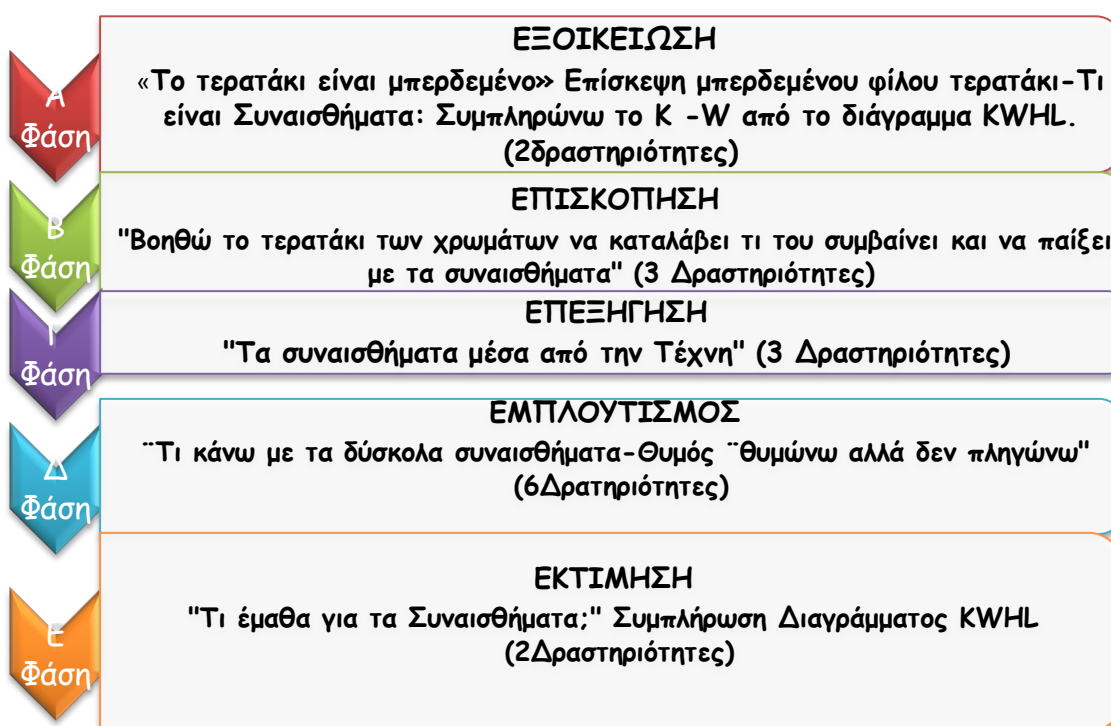 Α
Φάση
ΕΞΟΙΚΕΙΩΣΗ
«Το τερατάκι είναι μπερδεμένο» Επίσκεψη μπερδεμένου φίλου τερατάκι-Τι
είναι Συναισθήματα: Συμπληρώνω το K -W από το διάγραμμα KWHL.
(2δραστηριότητες)
Β
Φάση
ΕΠΙΣΚΟΠΗΣΗ
"Βοηθώ το τερατάκι των χρωμάτων να καταλάβει τι του συμβαίνει και να παίξει
με τα συναισθήματα" (3 Δραστηριότητες)
Γ
Φάση
ΕΠΕΞΗΓΗΣΗ
"Τα συναισθήματα μέσα από την Τέχνη" (3 Δραστηριότητες)
Δ
Φάση
ΕΜΠΛΟΥΤΙΣΜΟΣ
¨Τι κάνω με τα δύσκολα συναισθήματα-Θυμός ¨θυμώνω αλλά δεν πληγώνω"
(6Δρατηριότητες)
Ε
Φάση
ΕΚΤΙΜΗΣΗ
"Τι έμαθα για τα Συναισθήματα;" Συμπλήρωση Διαγράμματος KWHL
(2Δραστηριότητες)